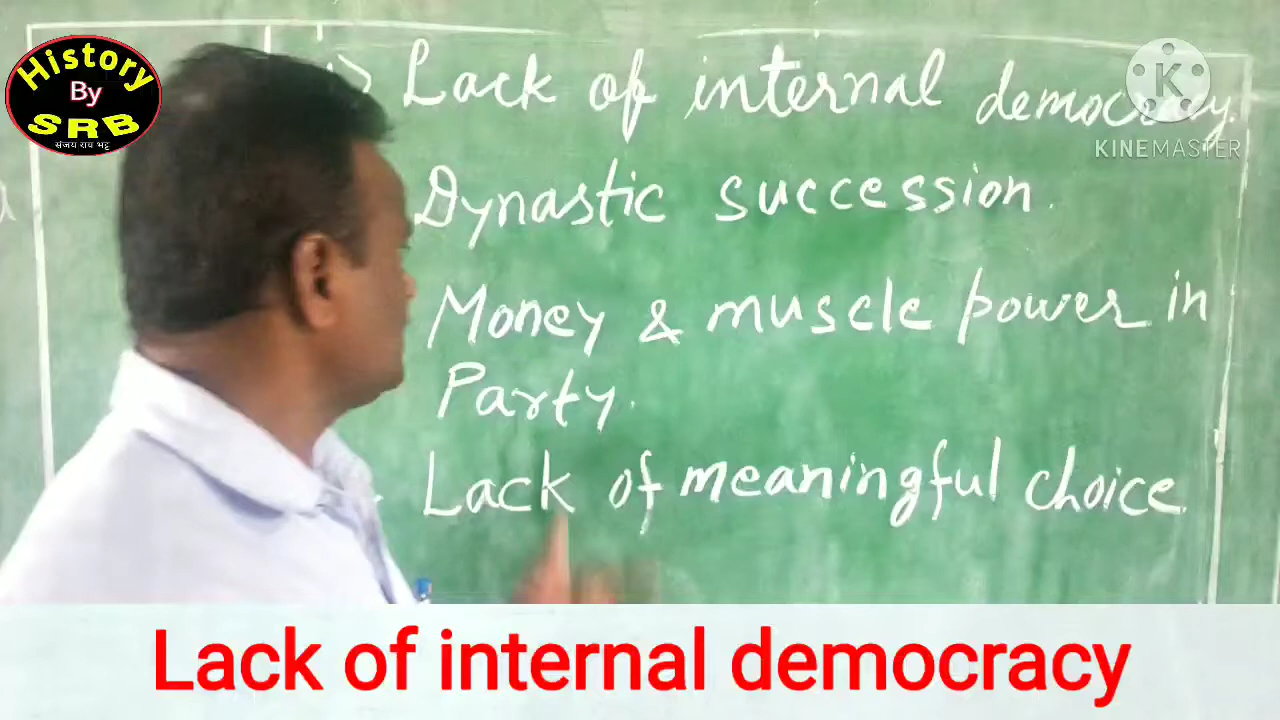 History
By
SRB
संजय राय भट्ट
i> Lack of internal democracy.
Dynastic succession.
Money & muscle power in
Party.
Lack of meaningful choice
K
KINEMASTER
Lack of internal democracy